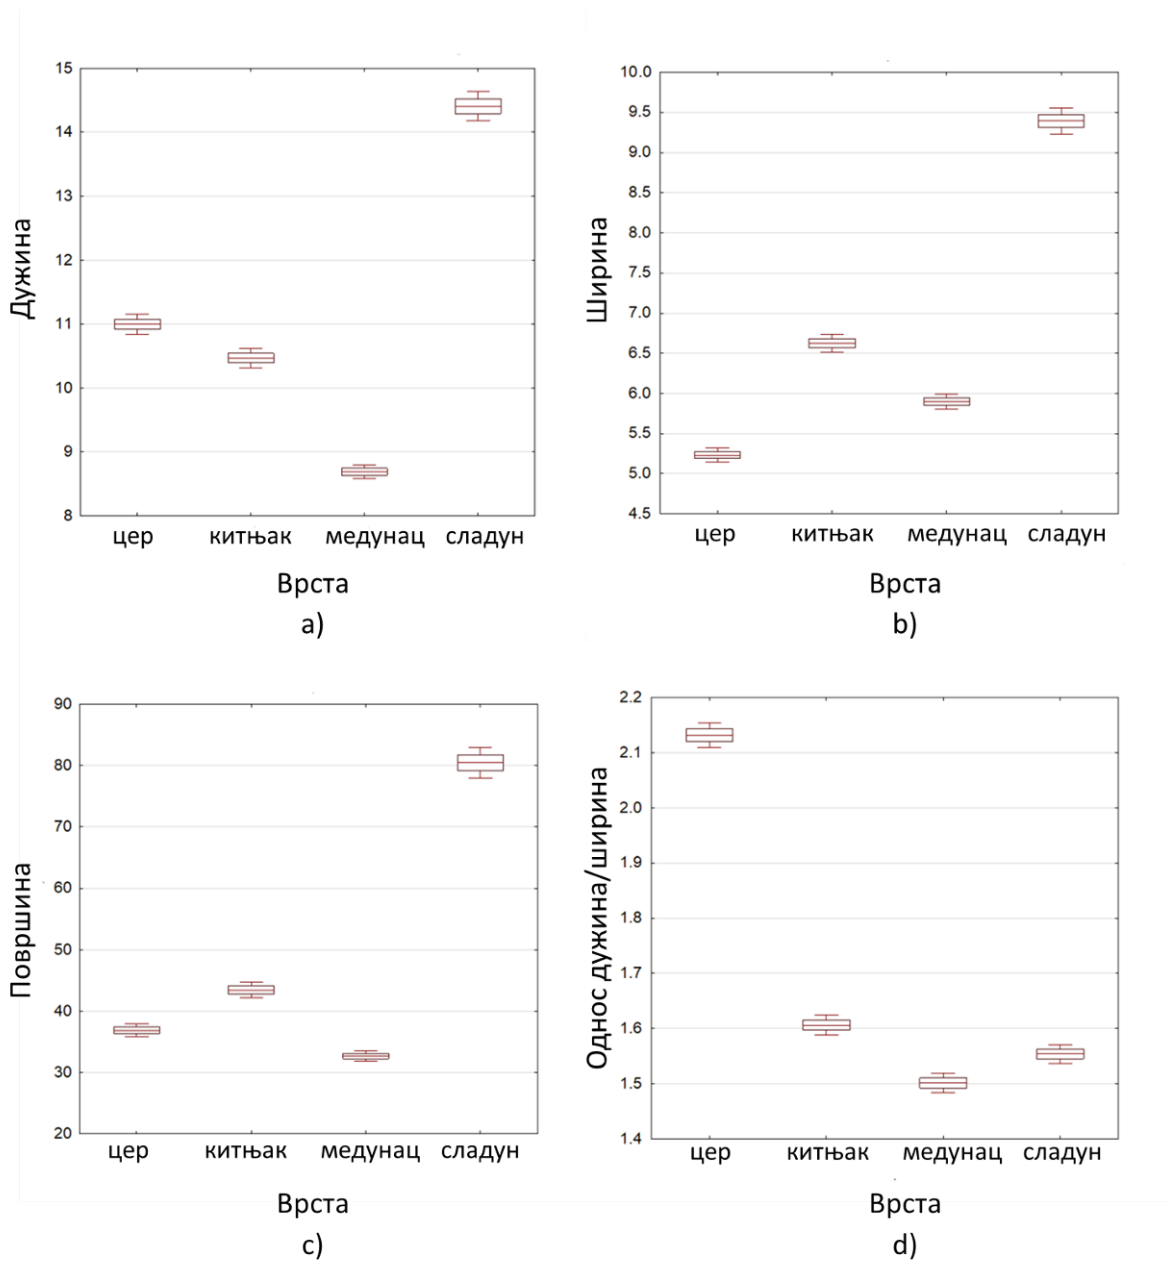 15
14
13
12
11
10
9
8
Дужина
цер китњак медунац сладун
Врста
a)
10.0
9.5
9.0
8.5
8.0
7.5
7.0
6.5
6.0
5.5
5.0
4.5
Ширина
цер китњак медунац сладун
Врста
b)
90
80
70
60
50
40
30
20
Површина
цер китњак медунац сладун
Врста
c)
2.2
2.1
2.0
1.9
1.8
1.7
1.6
1.5
1.4
Однос дужина/ширина
цер китњак медунац сладун
Врста
d)